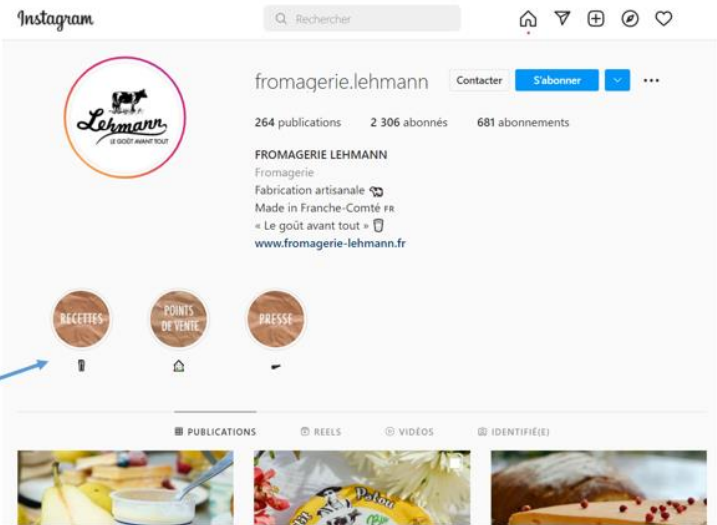 Instagram
Rechercher
Lehmann
LE GOÛT AVANT TOUT
fromagerie.lehmann Contacter S'abonner
264 publications 2 306 abonnés 681 abonnements
FROMAGERIE LEHMANN
Fromagerie
Fabrication artisanale
Made in Franche-Comté FR
« Le goût avant tout »
www.fromagerie-lehmann.fr
RECETTES
POINTS
DE VENTE
PRESSE
PUBLICATIONS REELS VIDÉOS IDENTIFIÉ(E)
Patou